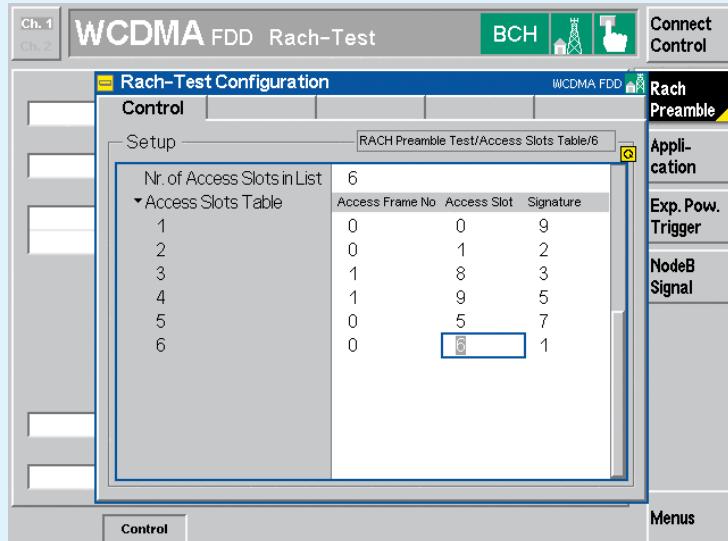 Ch. 1
Ch. 2
WCDMA FDD Rach-Test
BCH
Connect Control
Rach-Test Configuration
WCDMA FDD
Control
Setup
RACH Preamble Test/Access Slots Table/6
Nr. of Access Slots in List 6
Access Slots Table Access Frame No Access Slot Signature
1 0 0 9
2 0 1 2
3 1 8 3
4 1 9 5
5 0 5 7
6 0 6 1
Rach Preamble
Appli-
cation
Exp. Pow.
Trigger
NodeB
Signal
Control
Menus